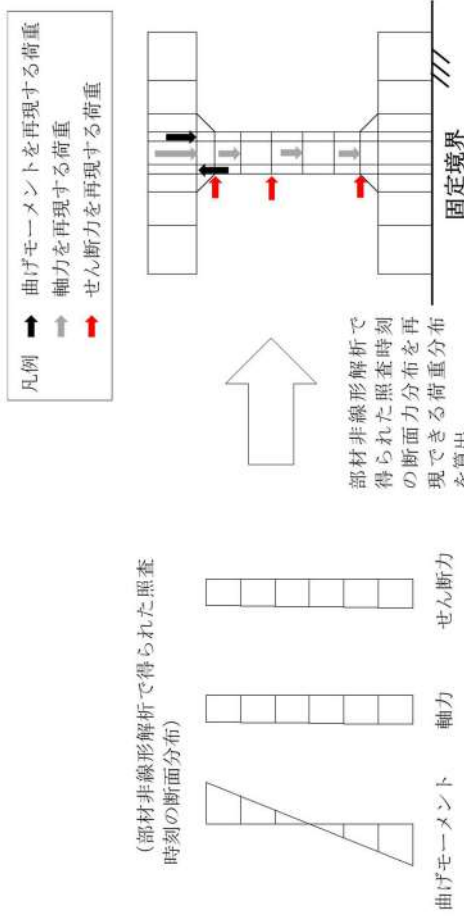 凡例
曲げモーメントを再現する荷重
軸力を再現する荷重
せん断力を再現する荷重
(部材非線形解析で得られた照査
時刻の断面分布)
曲げモーメント
軸力
せん断力
部材非線形解析で
得られた照査時刻
の断面力分布を再
現できる荷重分布
を算出
固定境界